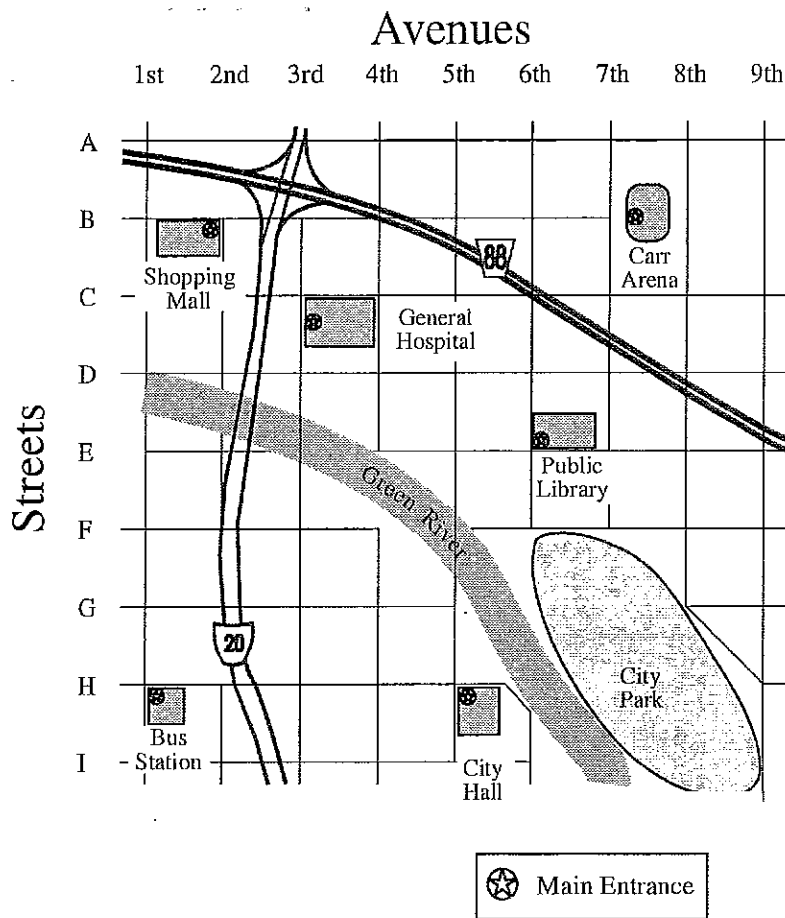 Avenues
1st 2nd 3rd 4th 5th 6th 7th 8th 9th
Streets
A
B
Shopping
Mall
88
Carr
Arena
C
General
Hospital
D
E
Public
Library
Green River
F
G
20
H
Bus
Station
City
Park
I
City
Hall
Main Entrance